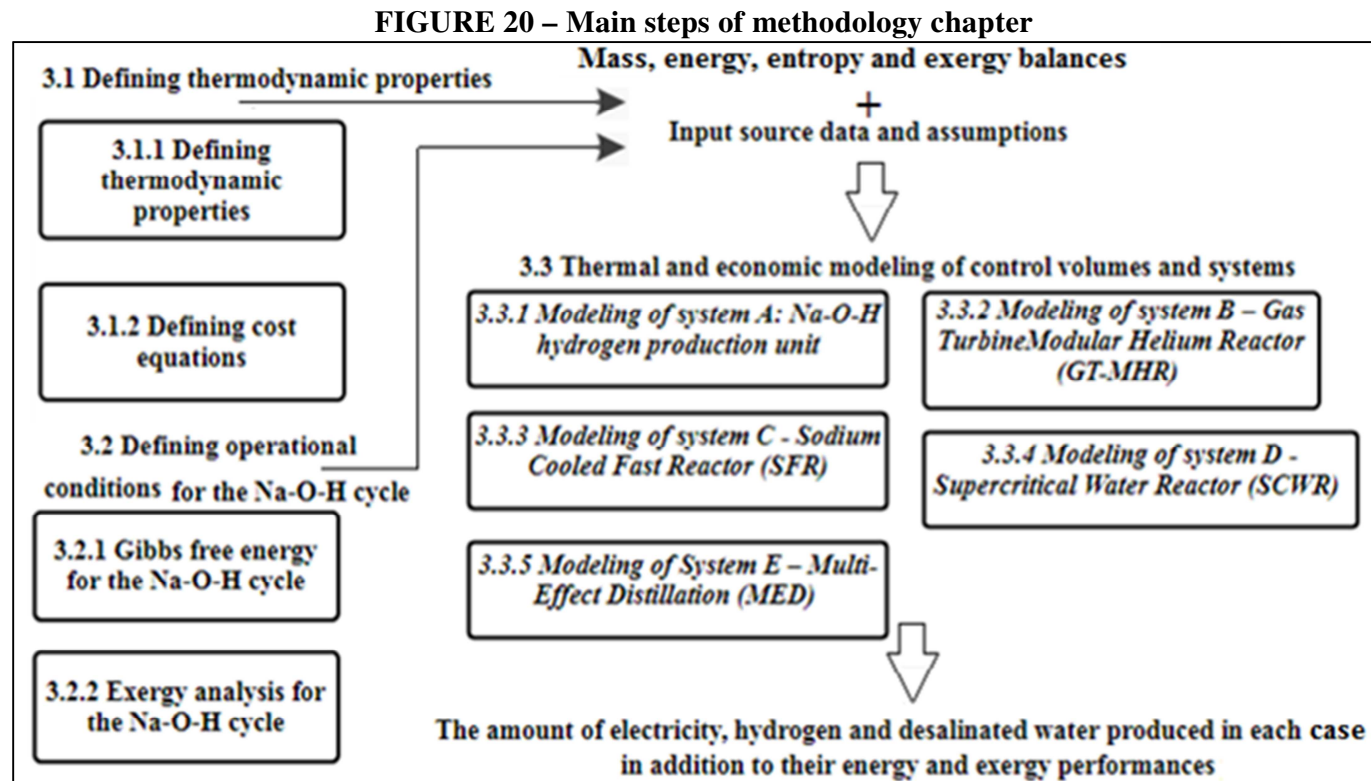 FIGURE 20 – Main steps of methodology chapter
3.1 Defining thermodynamic properties
3.1.1 Defining
thermodynamic
properties
3.1.2 Defining cost
equations
3.2 Defining operational
conditions for the Na-O-H cycle
3.2.1 Gibbs free energy
for the Na-O-H cycle
3.2.2 Exergy analysis for
the Na-O-H cycle
Mass, energy, entropy and exergy balances
+
Input source data and assumptions
3.3 Thermal and economic modeling of control volumes and systems
3.3.1 Modeling of system A: Na-O-H
hydrogen production unit
3.3.2 Modeling of system B – Gas
TurbineModular Helium Reactor
(GT-MHR)
3.3.3 Modeling of system C - Sodium
Cooled Fast Reactor (SFR)
3.3.4 Modeling of system D -
Supercritical Water Reactor (SCWR)
3.3.5 Modeling of System E – Multi-
Effect Distillation (MED)
The amount of electricity, hydrogen and desalinated water produced in each case
in addition to their energy and exergy performances